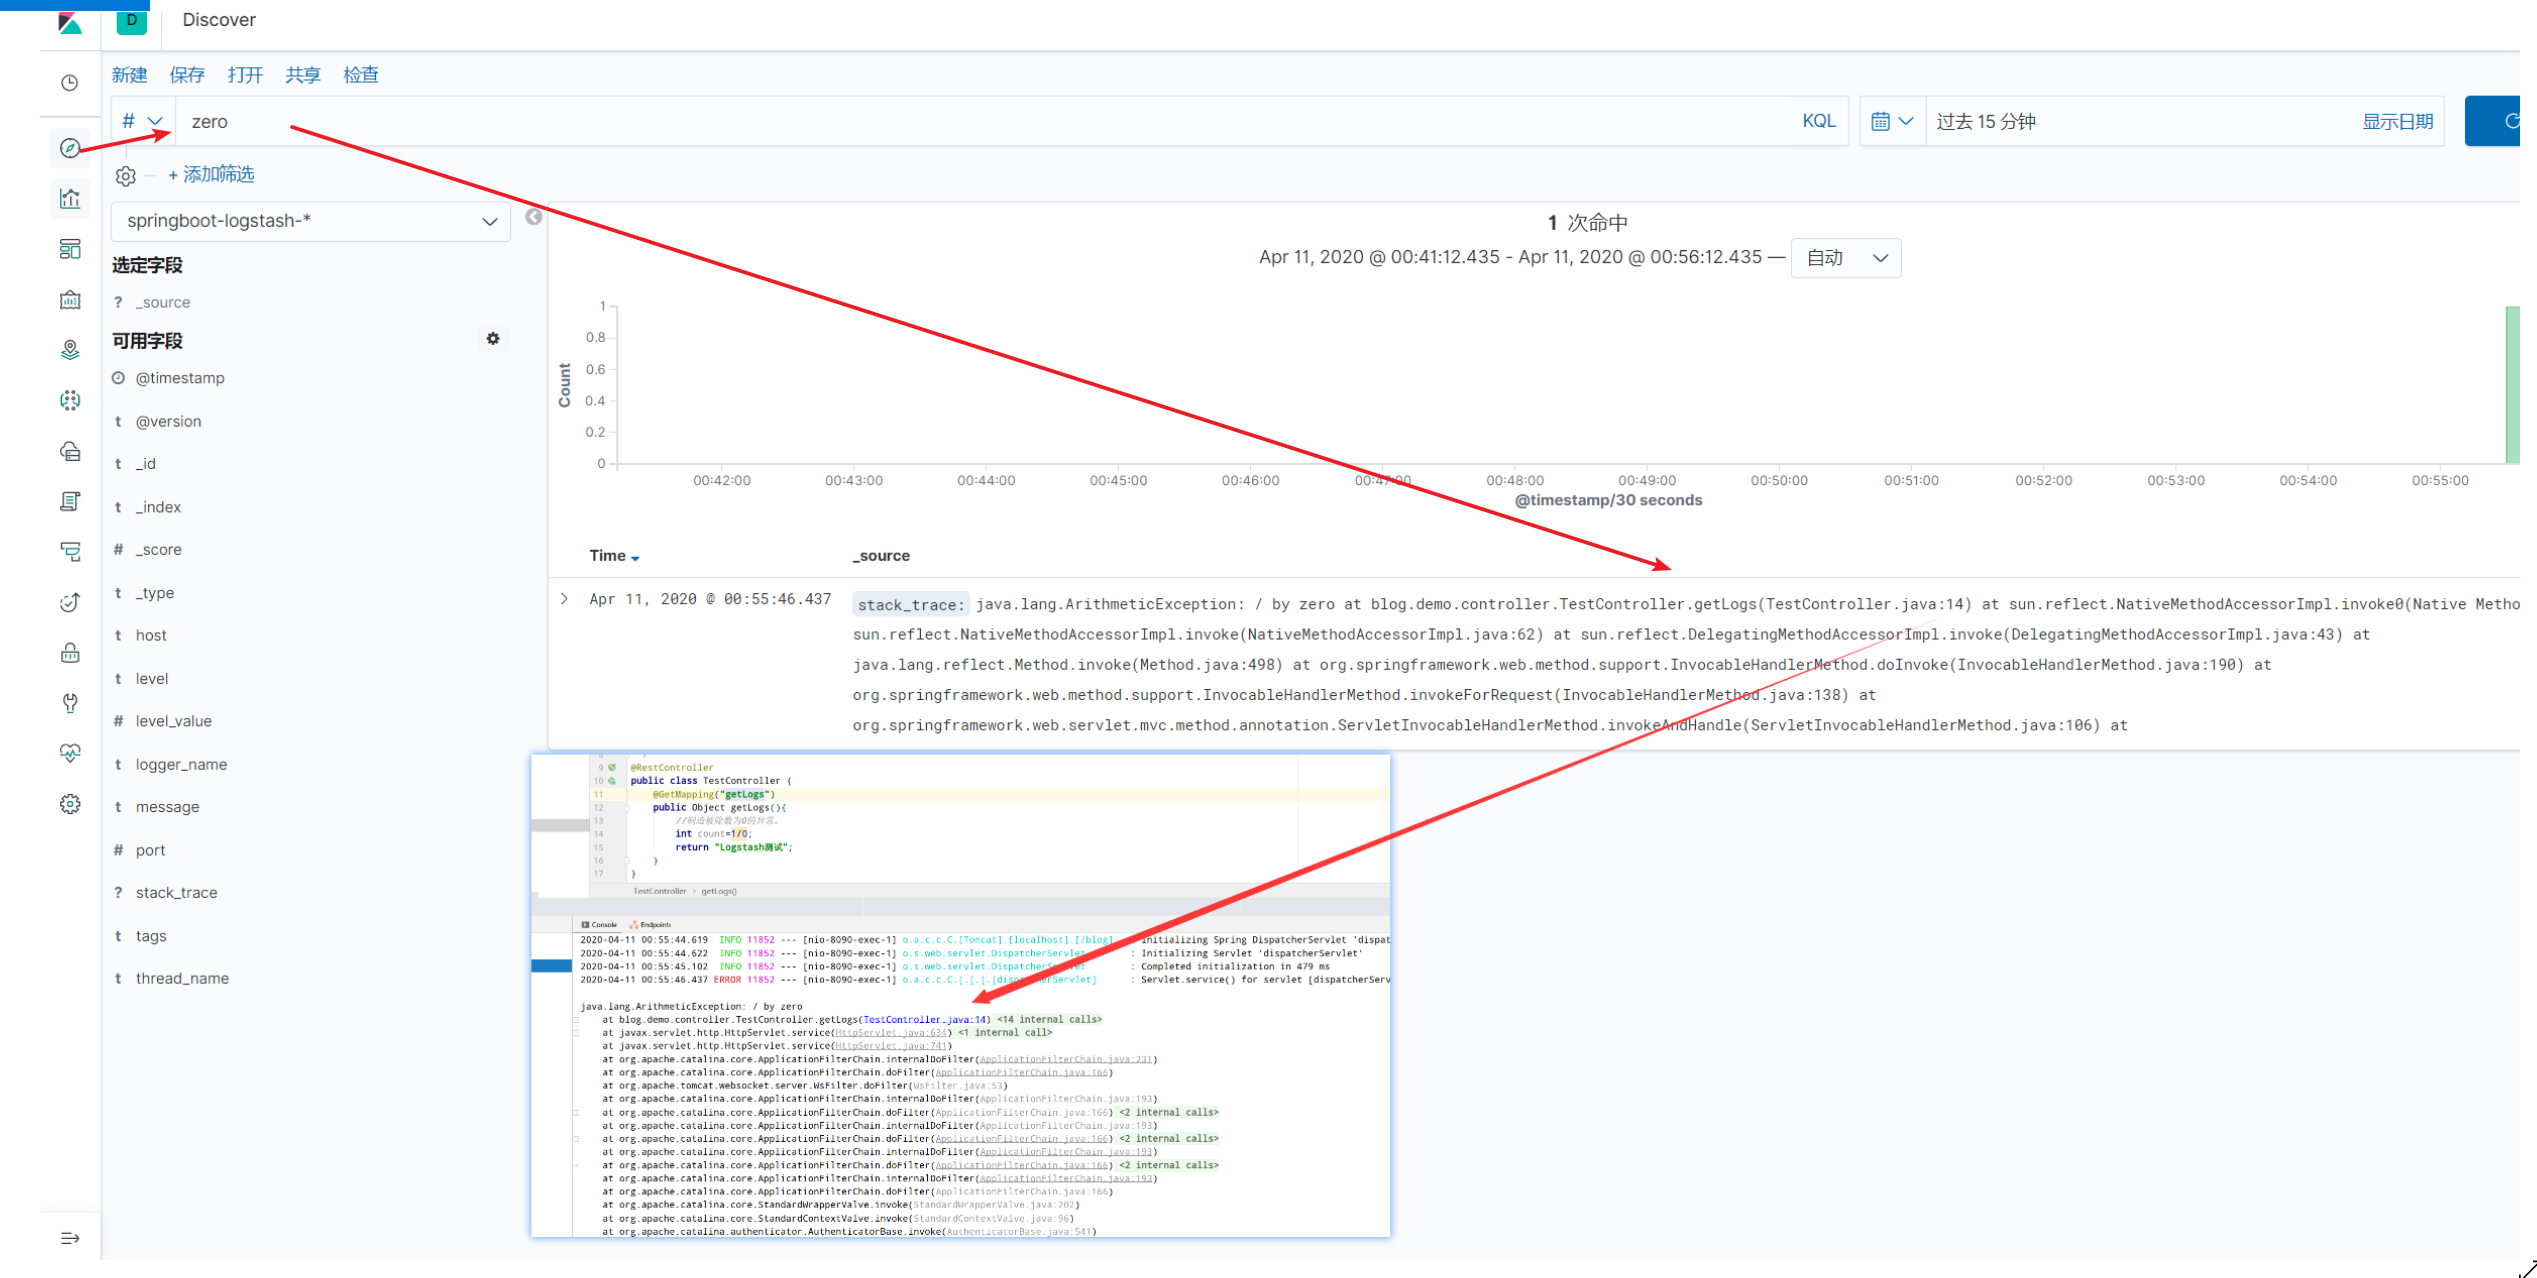 D Discover
新建 保存 打开 共享 检查
# zero KQL 过去 15 分钟 显示日期
+ 添加筛选
springboot-logstash-*
选定字段
? _source
可用字段
@timestamp
t @version
t _id
t _index
# _score
t _type
t host
t level
# level_value
t logger_name
t message
# port
? stack_trace
t tags
t thread_name
1 次命中
Apr 11, 2020 @ 00:41:12.435 - Apr 11, 2020 @ 00:56:12.435 — 自动
Count
1
0.8
0.6
0.4
0.2
0
00:42:00 00:43:00 00:44:00 00:45:00 00:46:00 00:47:00 00:48:00 00:49:00 00:50:00 00:51:00 00:52:00 00:53:00 00:54:00 00:55:00
@timestamp/30 seconds
Time _source
Apr 11, 2020 @ 00:55:46.437 stack_trace: java.lang.ArithmeticException: / by zero at blog.demo.controller.TestController.getLogs(TestController.java:14) at sun.reflect.NativeMethodAccessorImpl.invoke0(Native Metho
sun.reflect.NativeMethodAccessorImpl.invoke(NativeMethodAccessorImpl.java:62) at sun.reflect.DelegatingMethodAccessorImpl.invoke(DelegatingMethodAccessorImpl.java:43) at
java.lang.reflect.Method.invoke(Method.java:498) at org.springframework.web.method.support.InvocableHandlerMethod.doInvoke(InvocableHandlerMethod.java:190) at
org.springframework.web.method.support.InvocableHandlerMethod.invokeForRequest(InvocableHandlerMethod.java:138) at
org.springframework.web.servlet.mvc.method.annotation.ServletInvocableHandlerMethod.invokeAndHandle(ServletInvocableHandlerMethod.java:106) at
9 @RestController
10 public class TestController {
11 @GetMapping("getLogs")
12 public Object getLogs(){
13 //制造被除数为0的异常。
14 int count=1/0;
15 return "Logstash测试";
16 }
17 }
TestController › getLogs()
Console Endpoints
2020-04-11 00:55:44.619 INFO 11852 --- [nio-8090-exec-1] o.a.c.c.C.[Tomcat].[localhost].[/blog] : Initializing Spring DispatcherServlet 'dispat
2020-04-11 00:55:44.622 INFO 11852 --- [nio-8090-exec-1] o.s.web.servlet.DispatcherServlet : Initializing Servlet 'dispatcherServlet'
2020-04-11 00:55:45.102 INFO 11852 --- [nio-8090-exec-1] o.s.web.servlet.DispatcherServlet : Completed initialization in 479 ms
2020-04-11 00:55:46.437 ERROR 11852 --- [nio-8090-exec-1] o.a.c.c.C.[.[.[.[dispatcherServlet] : Servlet.service() for servlet [dispatcherServ
java.lang.ArithmeticException: / by zero
at blog.demo.controller.TestController.getLogs(TestController.java:14) <14 internal calls>
at javax.servlet.http.HttpServlet.service(HttpServlet.java:634) <1 internal call>
at javax.servlet.http.HttpServlet.service(HttpServlet.java:741)
at org.apache.catalina.core.ApplicationFilterChain.internalDoFilter(ApplicationFilterChain.java:231)
at org.apache.catalina.core.ApplicationFilterChain.doFilter(ApplicationFilterChain.java:166)
at org.apache.tomcat.websocket.server.WsFilter.doFilter(WsFilter.java:53)
at org.apache.catalina.core.ApplicationFilterChain.internalDoFilter(ApplicationFilterChain.java:193)
at org.apache.catalina.core.ApplicationFilterChain.doFilter(ApplicationFilterChain.java:166) <2 internal calls>
at org.apache.catalina.core.ApplicationFilterChain.internalDoFilter(ApplicationFilterChain.java:193)
at org.apache.catalina.core.ApplicationFilterChain.doFilter(ApplicationFilterChain.java:166) <2 internal calls>
at org.apache.catalina.core.ApplicationFilterChain.internalDoFilter(ApplicationFilterChain.java:193)
at org.apache.catalina.core.ApplicationFilterChain.doFilter(ApplicationFilterChain.java:166) <2 internal calls>
at org.apache.catalina.core.ApplicationFilterChain.internalDoFilter(ApplicationFilterChain.java:193)
at org.apache.catalina.core.ApplicationFilterChain.doFilter(ApplicationFilterChain.java:166)
at org.apache.catalina.core.StandardWrapperValve.invoke(StandardWrapperValve.java:202)
at org.apache.catalina.core.StandardContextValve.invoke(StandardContextValve.java:96)
at org.apache.catalina.authenticator.AuthenticatorBase.invoke(AuthenticatorBase.java:541)